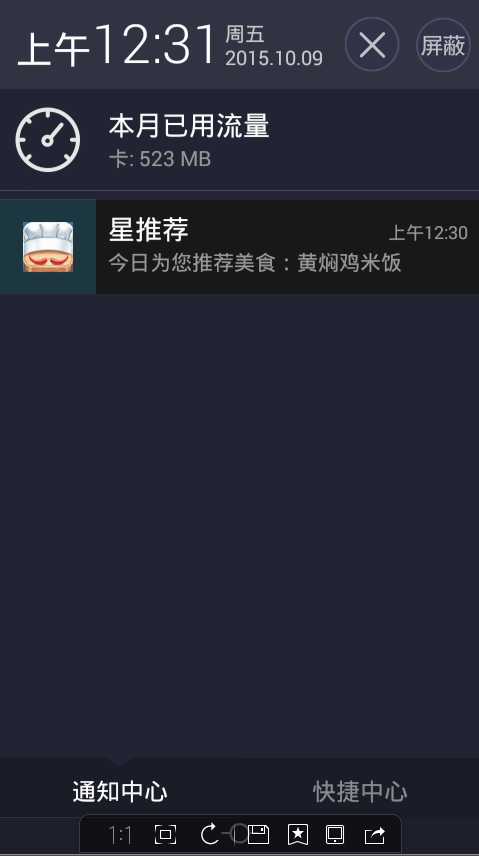 上午12:31
周五
2015.10.09
屏蔽
本月已用流量
卡: 523 MB
星推荐
上午12:30
今日为您推荐美食：黄焖鸡米饭
通知中心
快捷中心
1:1